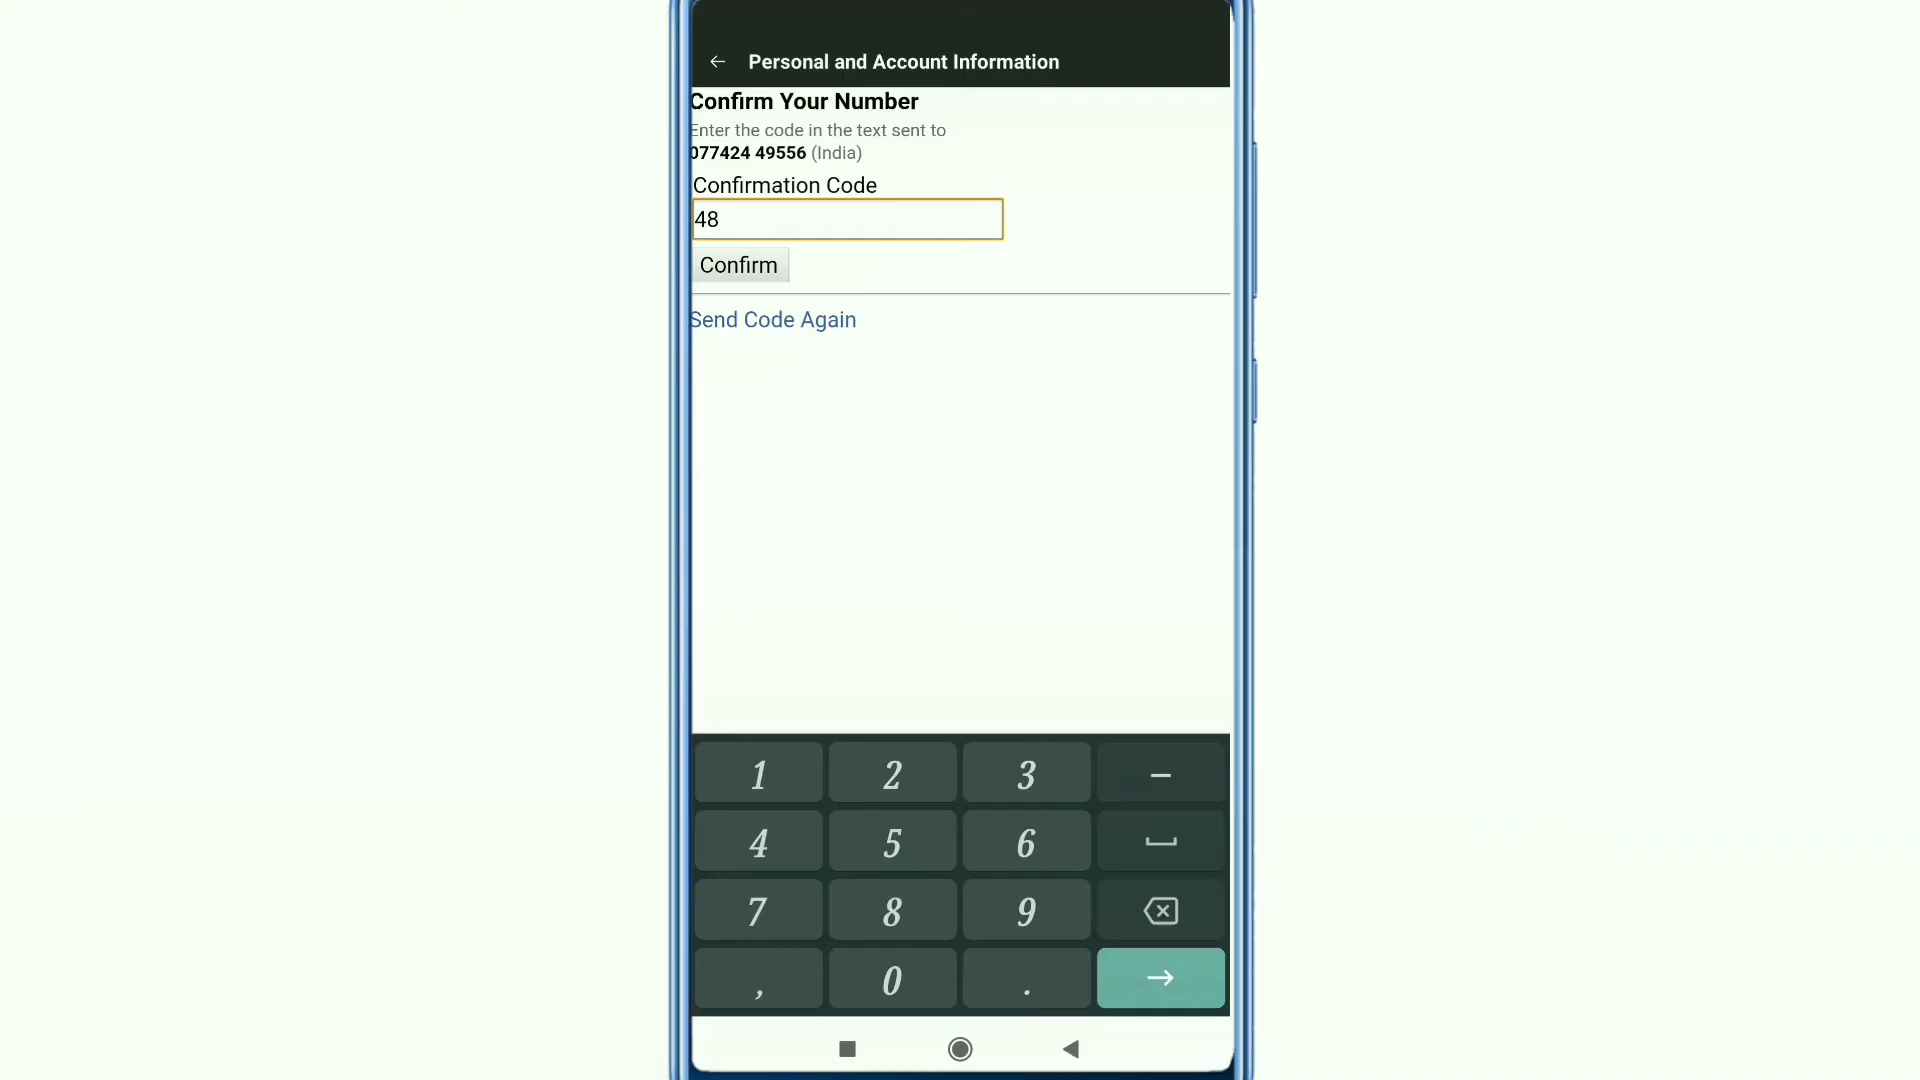 Personal and Account Information
Confirm Your Number
Enter the code in the text sent to
077424 49556 (India)
Confirmation Code
48
Confirm
Send Code Again
1 2 3 –
4 5 6
7 8 9
, 0 .